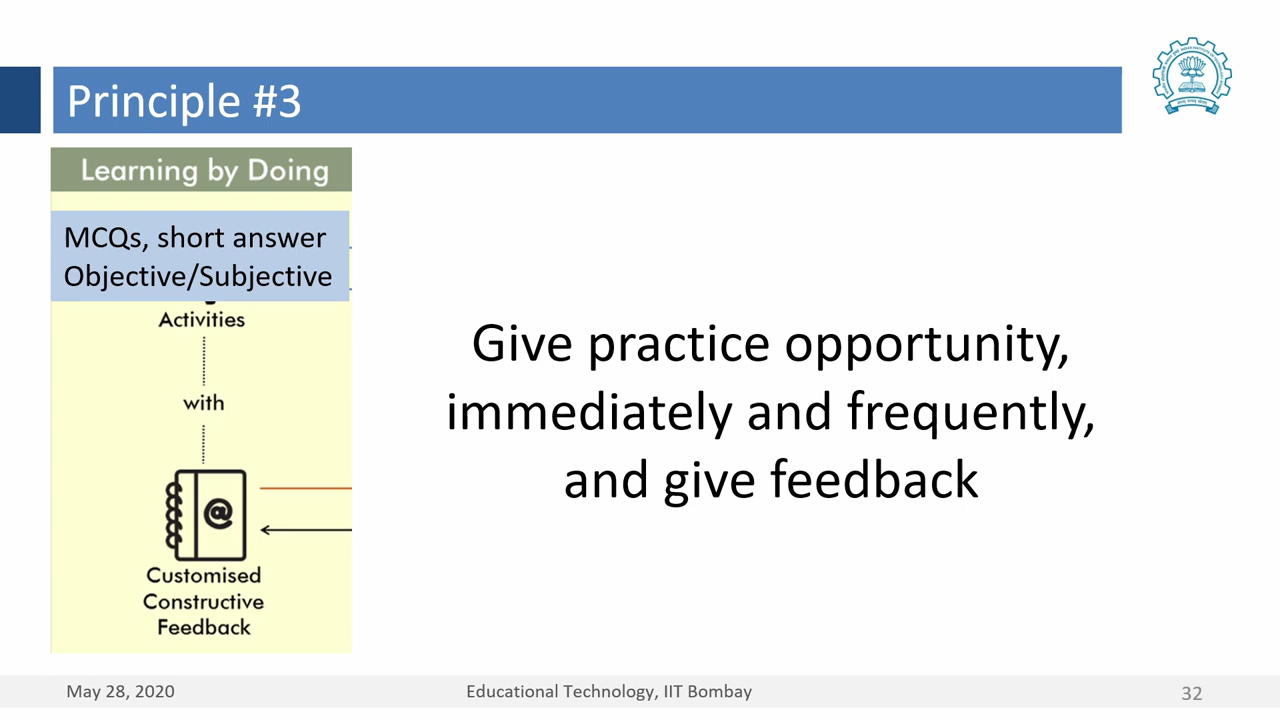 Principle #3
Learning by Doing
MCQs, short answer
Objective/Subjective
Activities
with
@
Customised
Constructive
Feedback
Give practice opportunity,
immediately and frequently,
and give feedback
May 28, 2020
Educational Technology, IIT Bombay
32